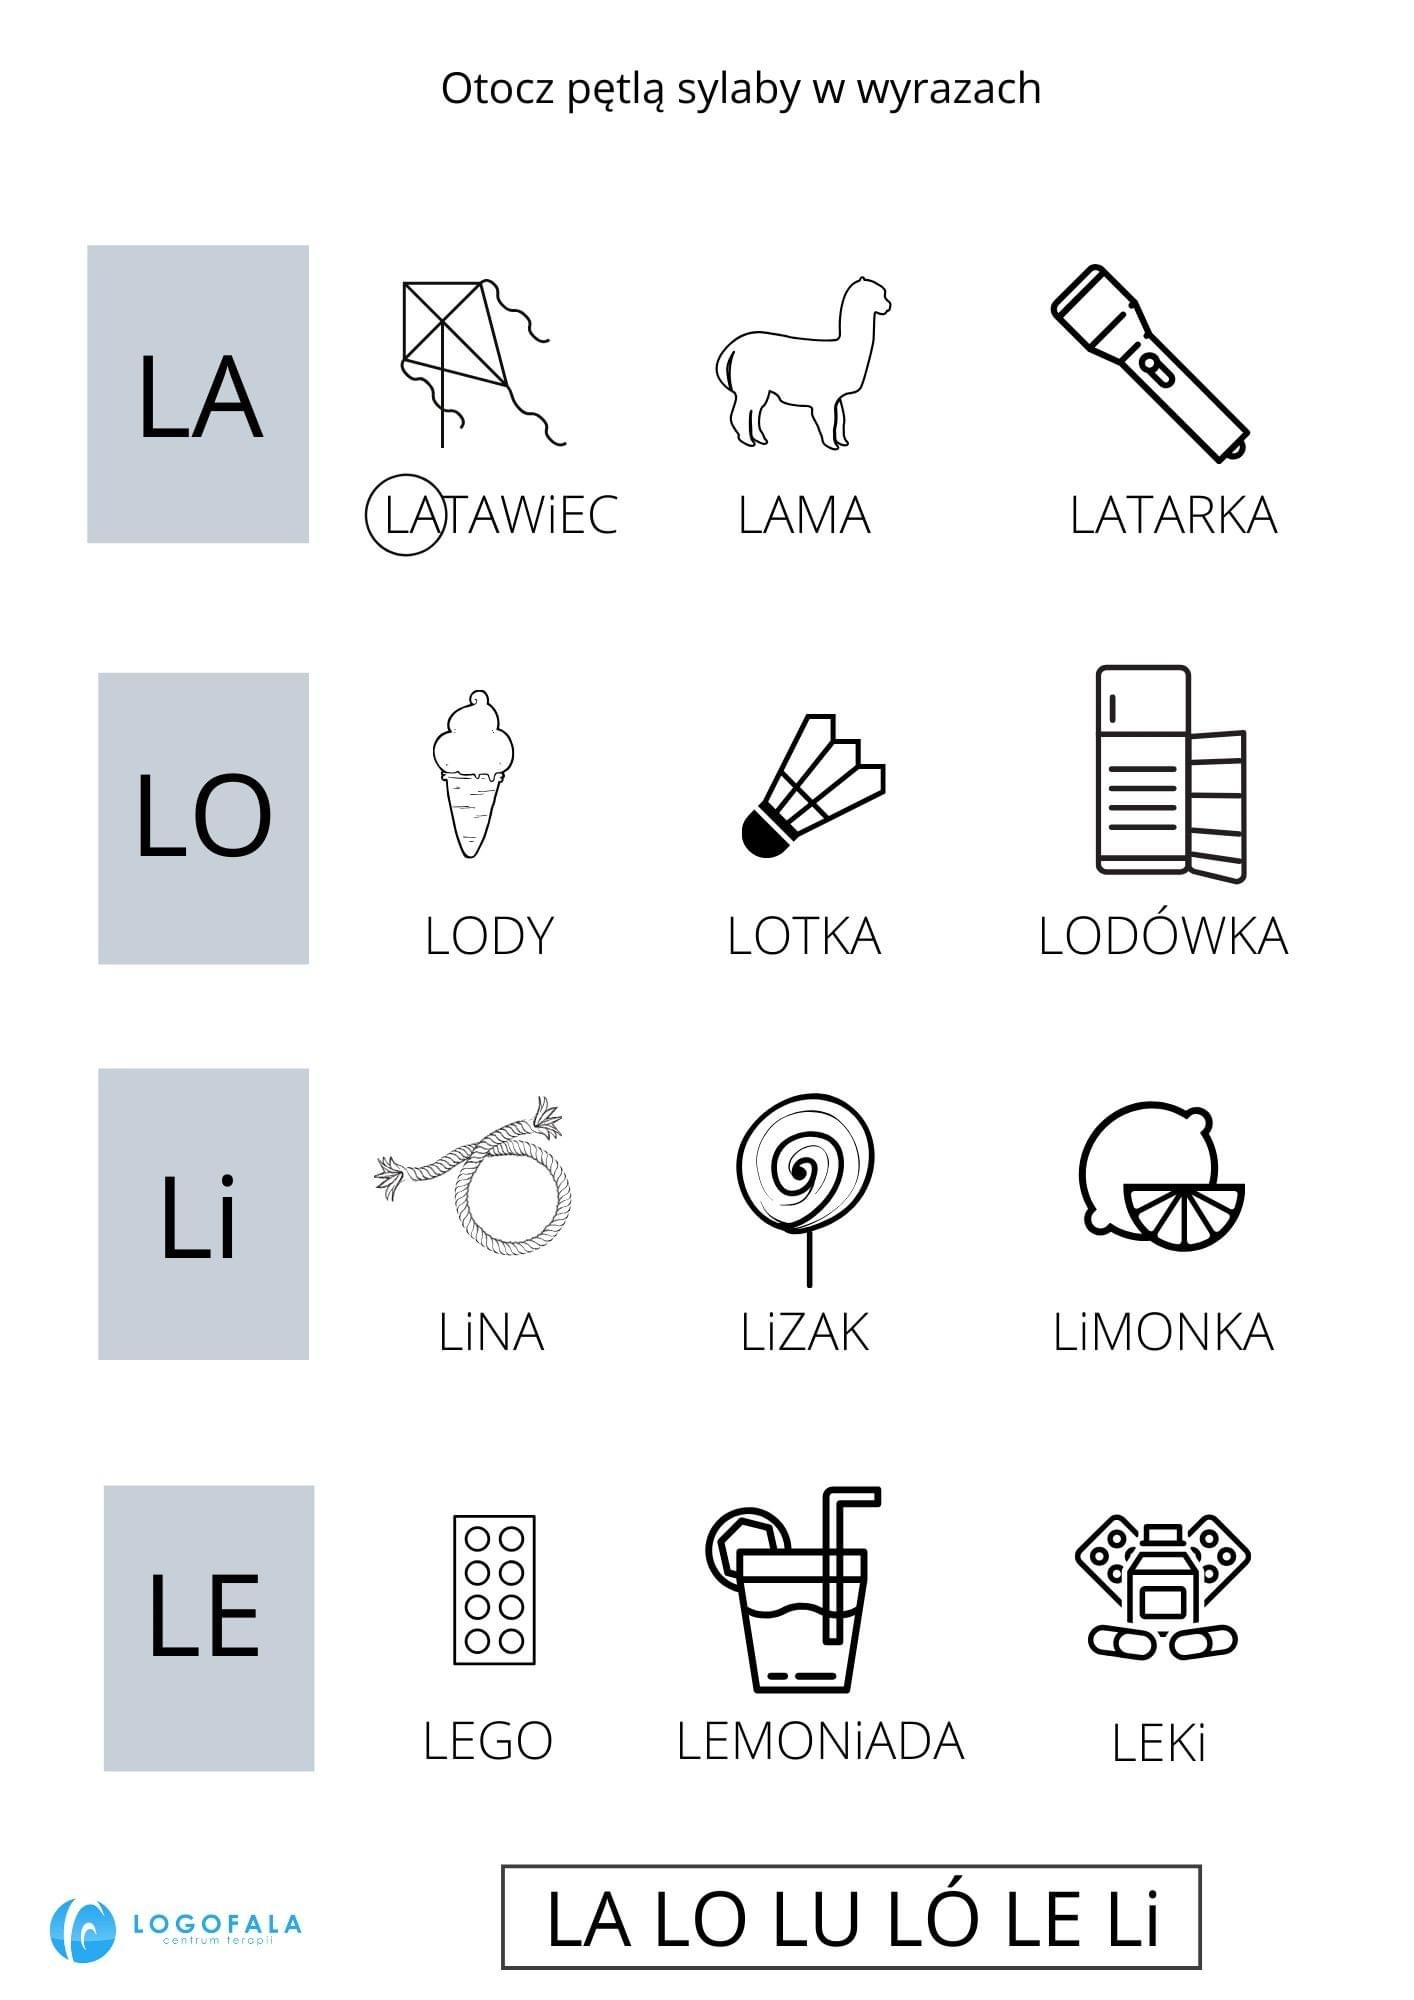 Otocz pętlą sylaby w wyrazach
LA
LATAWiEC LAMA LATARKA
LO
LODY LOTKA LODÓWKA
Li
LiNA LiZAK LiMONKA
LE
LEGO LEMONiADA LEKi
LA LO LU LÓ LE Li
LOGOFALA
centrum terapii